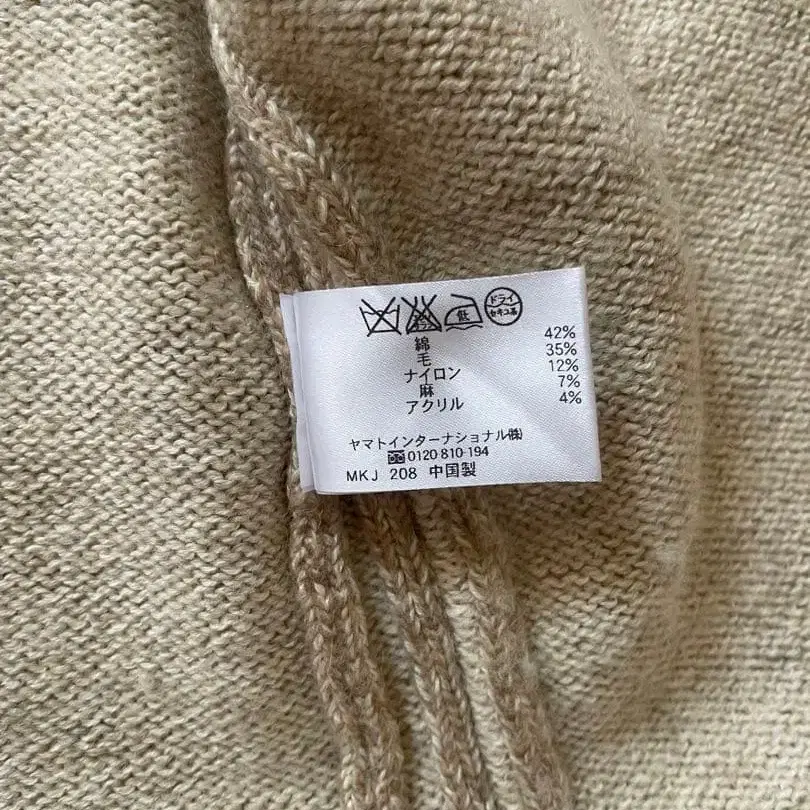 低 ドライ
セキユ系
綿 42%
毛 35%
ナイロン 12%
麻 7%
アクリル 4%
ヤマトインターナショナル㈱
0120-810-194
MKJ 208 中国製